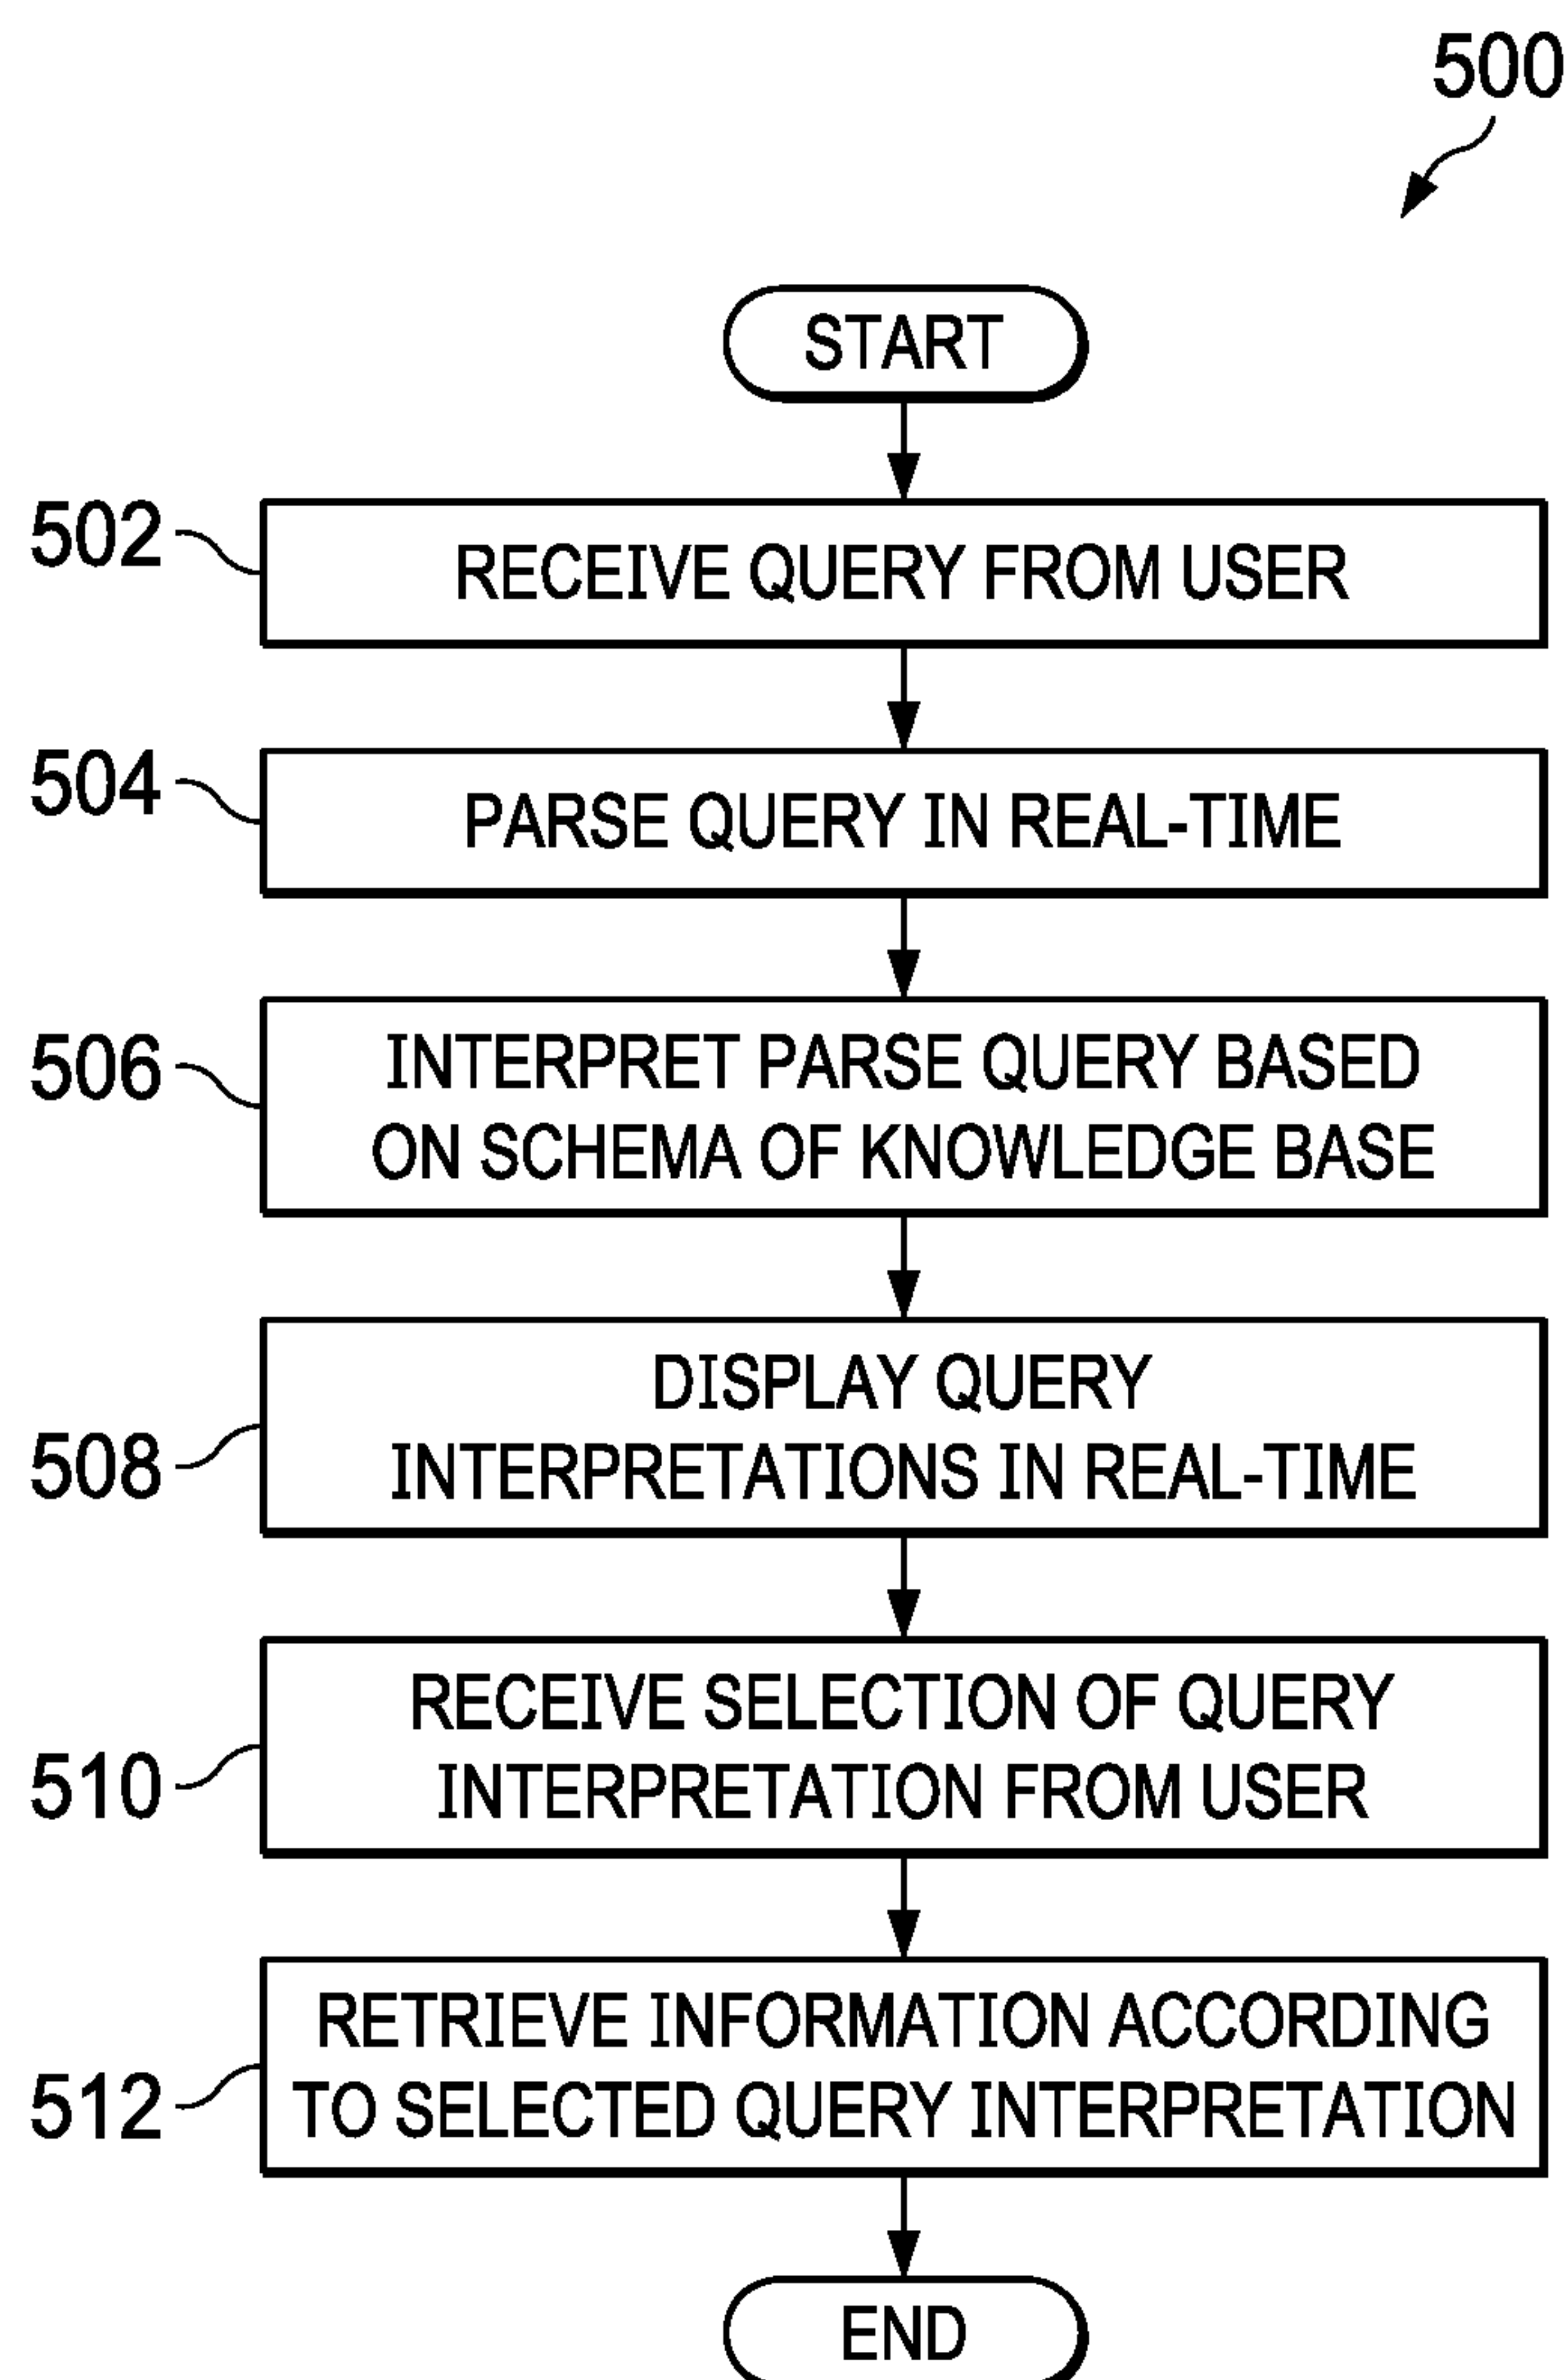 500
START
502
RECEIVE QUERY FROM USER
504
PARSE QUERY IN REAL-TIME
506
INTERPRET PARSE QUERY BASED
ON SCHEMA OF KNOWLEDGE BASE
508
DISPLAY QUERY
INTERPRETATIONS IN REAL-TIME
510
RECEIVE SELECTION OF QUERY
INTERPRETATION FROM USER
512
RETRIEVE INFORMATION ACCORDING
TO SELECTED QUERY INTERPRETATION
END